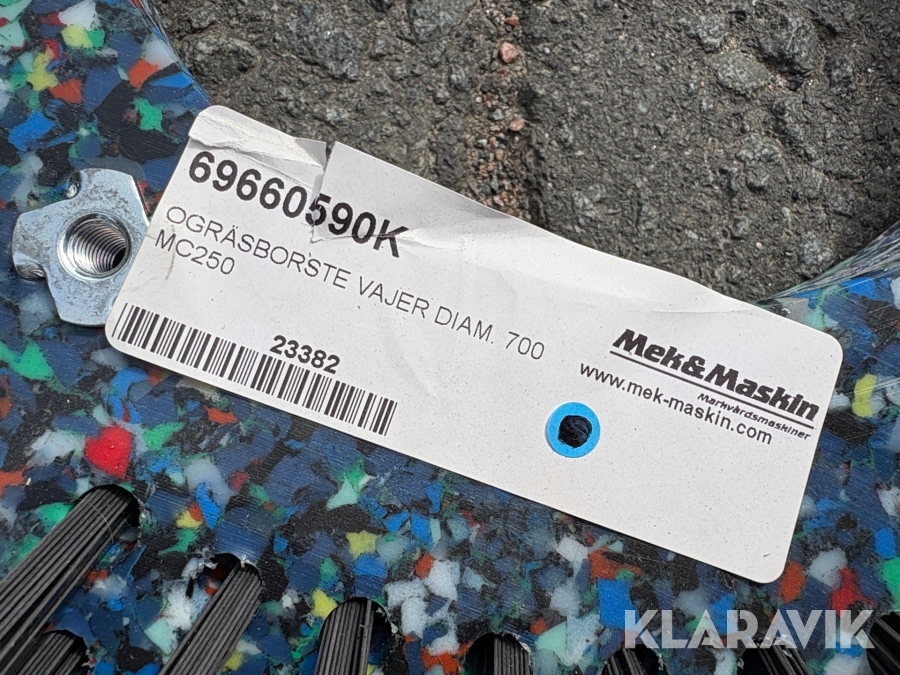 69660590K
OGRÄSBORSTE VAJER DIAM. 700
MC250
23382
Mek&Maskin
Markvårdsmaskiner
www.mek-maskin.com
KLARAVIK